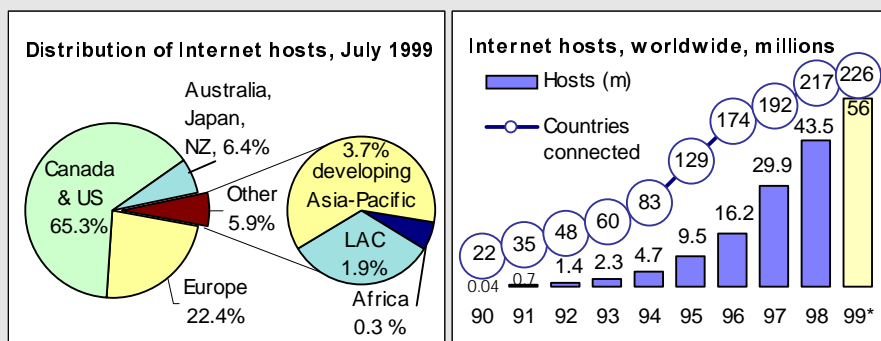 Distribution of Internet hosts, July 1999
Australia,
Japan,
NZ, 6.4%
Canada
& US
65.3%
Other
5.9%
Europe
22.4%
3.7%
developing
Asia-Pacific
LAC
1.9%
Africa
0.3 %
Internet hosts, worldwide, millions
Hosts (m)
Countries
connected
22 35 48 60 83 129 174 192 217 226
0.04 0.7 1.4 2.3 4.7 9.5 16.2 29.9 43.5 56
90 91 92 93 94 95 96 97 98 99*